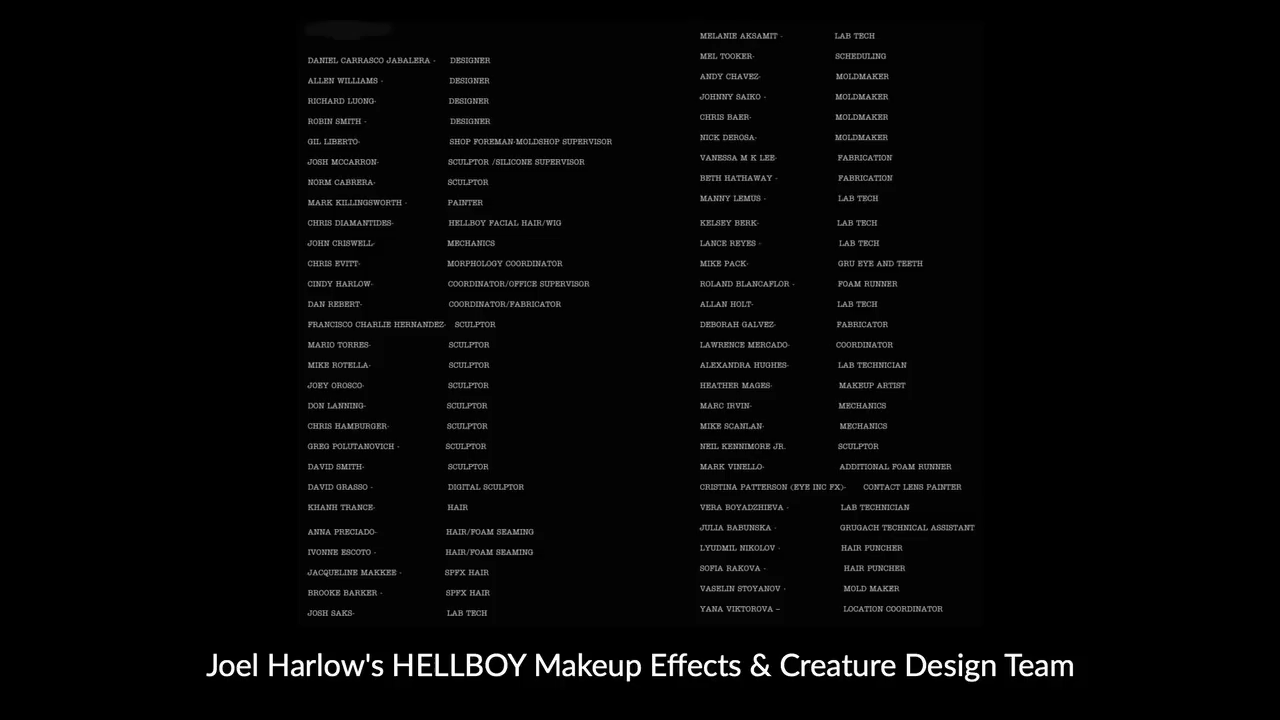 DANIEL CARRASCO JABALERA - DESIGNER
ALLEN WILLIAMS - DESIGNER
RICHARD LUONG- DESIGNER
ROBIN SMITH - DESIGNER
GIL LIBERTO- SHOP FOREMAN-MOLDSHOP SUPERVISOR
JOSH MCCARRON- SCULPTOR /SILICONE SUPERVISOR
NORM CABRERA- SCULPTOR
MARK KILLINGSWORTH - PAINTER
CHRIS DIAMANTIDES- HELLBOY FACIAL HAIR/WIG
JOHN CRISWELL- MECHANICS
CHRIS EVITT- MORPHOLOGY COORDINATOR
CINDY HARLOW- COORDINATOR/OFFICE SUPERVISOR
DAN REBERT- COORDINATOR/FABRICATOR
FRANCISCO CHARLIE HERNANDEZ- SCULPTOR
MARIO TORRES- SCULPTOR
MIKE ROTELLA- SCULPTOR
JOEY OROSCO- SCULPTOR
DON LANNING- SCULPTOR
CHRIS HAMBURGER- SCULPTOR
GREG POLUTANOVICH - SCULPTOR
DAVID SMITH- SCULPTOR
DAVID GRASSO - DIGITAL SCULPTOR
KHANH TRANCE- HAIR
ANNA PRECIADO- HAIR/FOAM SEAMING
IVONNE ESCOTO - HAIR/FOAM SEAMING
JACQUELINE MAKKEE - SPFX HAIR
BROOKE BARKER - SPFX HAIR
JOSH SAKS- LAB TECH
MELANIE AKSAMIT - LAB TECH
MEL TOOKER- SCHEDULING
ANDY CHAVEZ- MOLDMAKER
JOHNNY SAIKO - MOLDMAKER
CHRIS BAER- MOLDMAKER
NICK DEROSA- MOLDMAKER
VANESSA M K LEE- FABRICATION
BETH HATHAWAY - FABRICATION
MANNY LEMUS - LAB TECH
KELSEY BERK- LAB TECH
LANCE REYES - LAB TECH
MIKE PACK- GRU EYE AND TEETH
ROLAND BLANCAFLOR - FOAM RUNNER
ALLAN HOLT- LAB TECH
DEBORAH GALVEZ- FABRICATOR
LAWRENCE MERCADO- COORDINATOR
ALEXANDRA HUGHES- LAB TECHNICIAN
HEATHER MAGES- MAKEUP ARTIST
MARC IRVIN- MECHANICS
MIKE SCANLAN- MECHANICS
NEIL KENNIMORE JR. SCULPTOR
MARK VINELLO- ADDITIONAL FOAM RUNNER
CRISTINA PATTERSON (EYE INC FX)- CONTACT LENS PAINTER
VERA BOYADZHIEVA - LAB TECHNICIAN
JULIA BABUNSKA - GRUGACH TECHNICAL ASSISTANT
LYUDMIL NIKOLOV - HAIR PUNCHER
SOFIA RAKOVA - HAIR PUNCHER
VASELIN STOYANOV - MOLD MAKER
YANA VIKTOROVA – LOCATION COORDINATOR
Joel Harlow's HELLBOY Makeup Effects & Creature Design Team